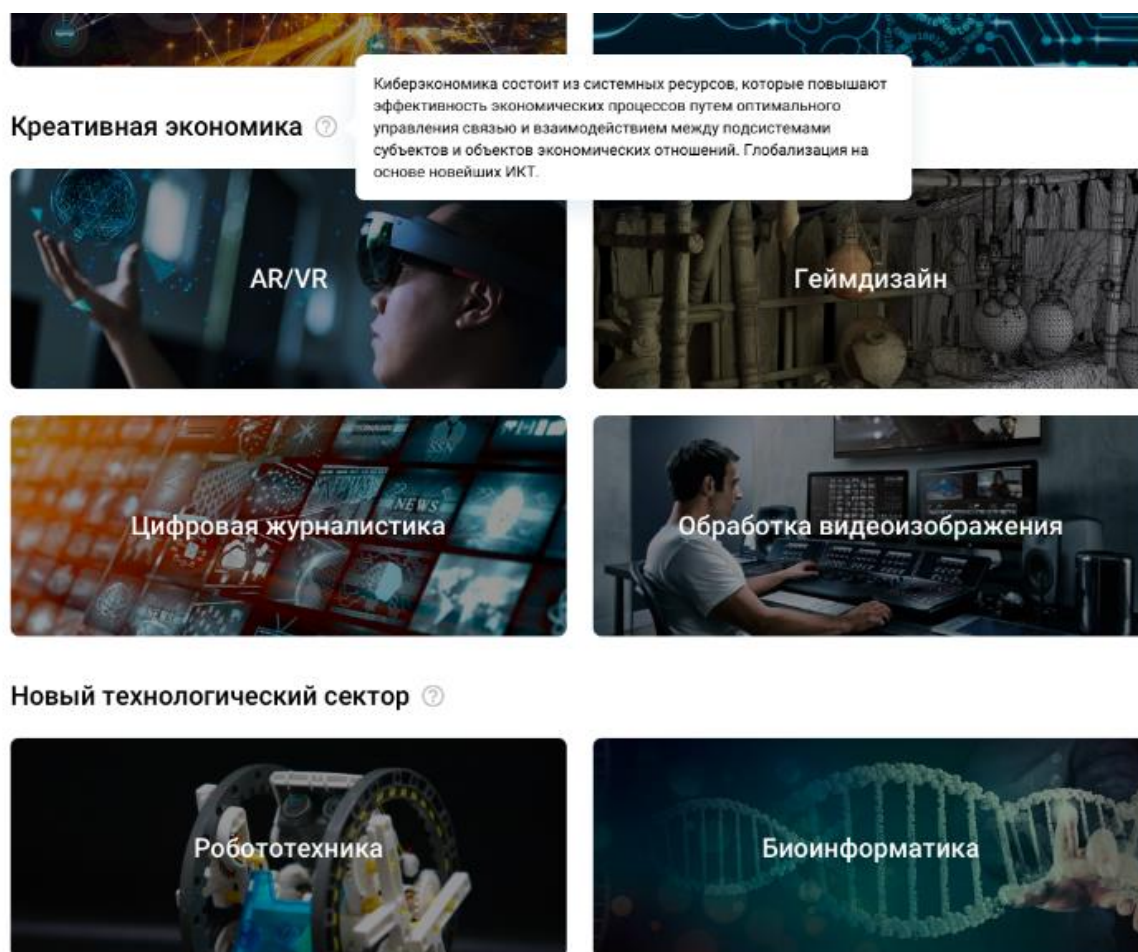 Киберэкономика состоит из системных ресурсов, которые повышают
эффективность экономических процессов путем оптимального
управления связью и взаимодействием между подсистемами
субъектов и объектов экономических отношений. Глобализация на
основе новейших ИКТ.
Креативная экономика
AR/VR
Геймдизайн
SSN
NEWS
Цифровая журналистика
Обработка видеоизображения
Новый технологический сектор
Робототехника
Биоинформатика